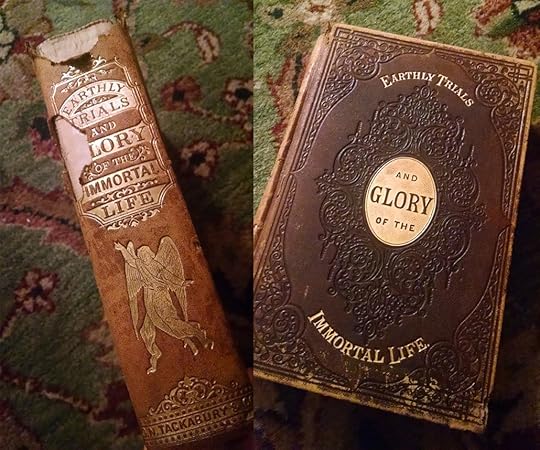 EARTHLY
TRIALS
AND
GLORY
OF THE
IMMORTAL
LIFE
TACKABURY
EARTHLY TRIALS
AND
GLORY
OF THE
IMMORTAL LIFE.